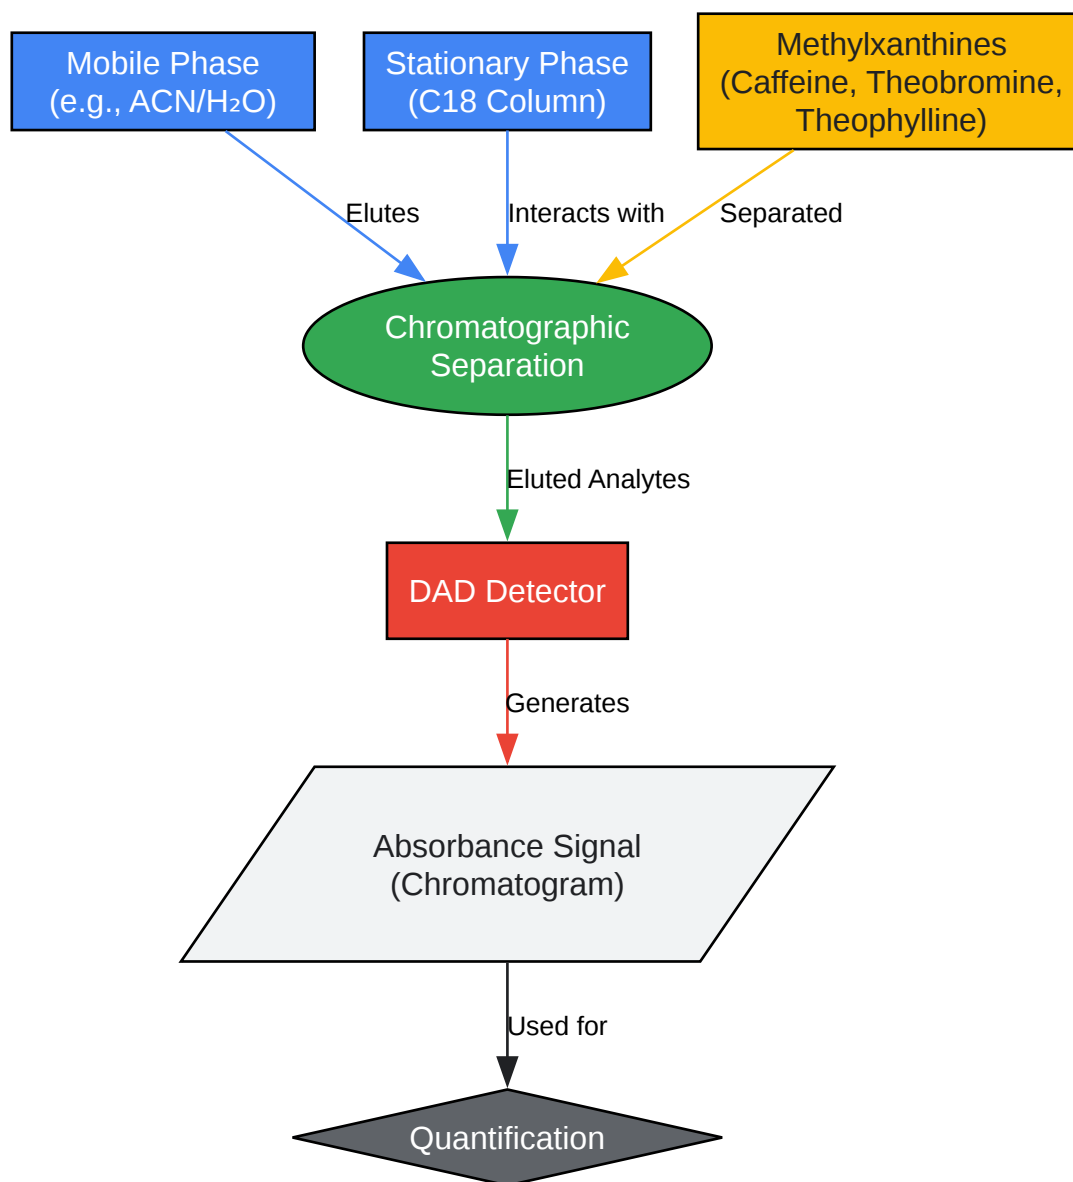 Mobile Phase
(e.g., ACN/H₂O)
Stationary Phase
(C18 Column)
Methylxanthines
(Caffeine, Theobromine,
Theophylline)
Elutes
Interacts with
Separated
Chromatographic
Separation
Eluted Analytes
DAD Detector
Generates
Absorbance Signal
(Chromatogram)
Used for
Quantification